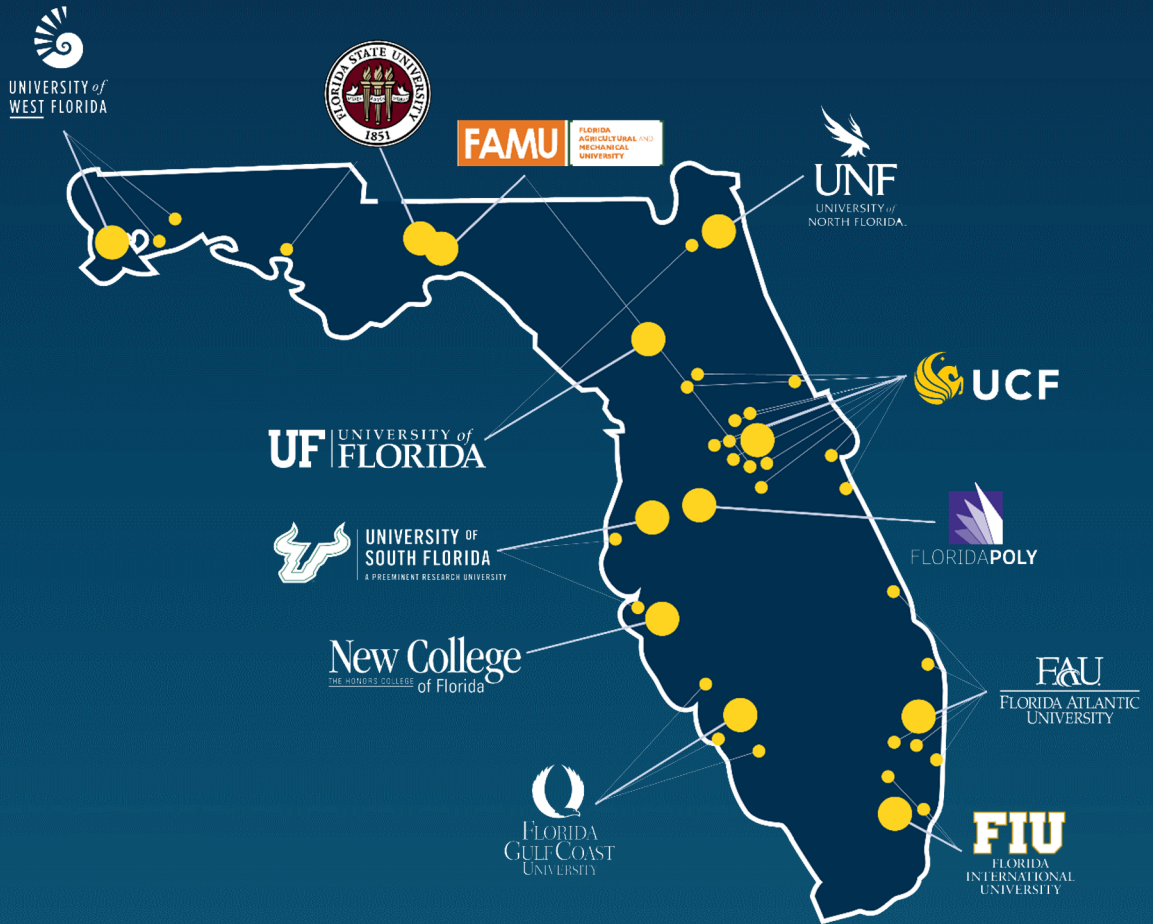 UNIVERSITY of
WEST FLORIDA
FLORIDA STATE UNIVERSITY
1851
FAMU
FLORIDA
AGRICULTURAL AND
MECHANICAL
UNIVERSITY
UNF
UNIVERSITY of
NORTH FLORIDA
UCF
UF
UNIVERSITY of
FLORIDA
UNIVERSITY OF
SOUTH FLORIDA
A PREEMINENT RESEARCH UNIVERSITY
FLORIDAPOLY
New College
THE HONORS COLLEGE
of Florida
FAU
FLORIDA ATLANTIC
UNIVERSITY
FLORIDA
GULF COAST
UNIVERSITY
FIU
FLORIDA
INTERNATIONAL
UNIVERSITY